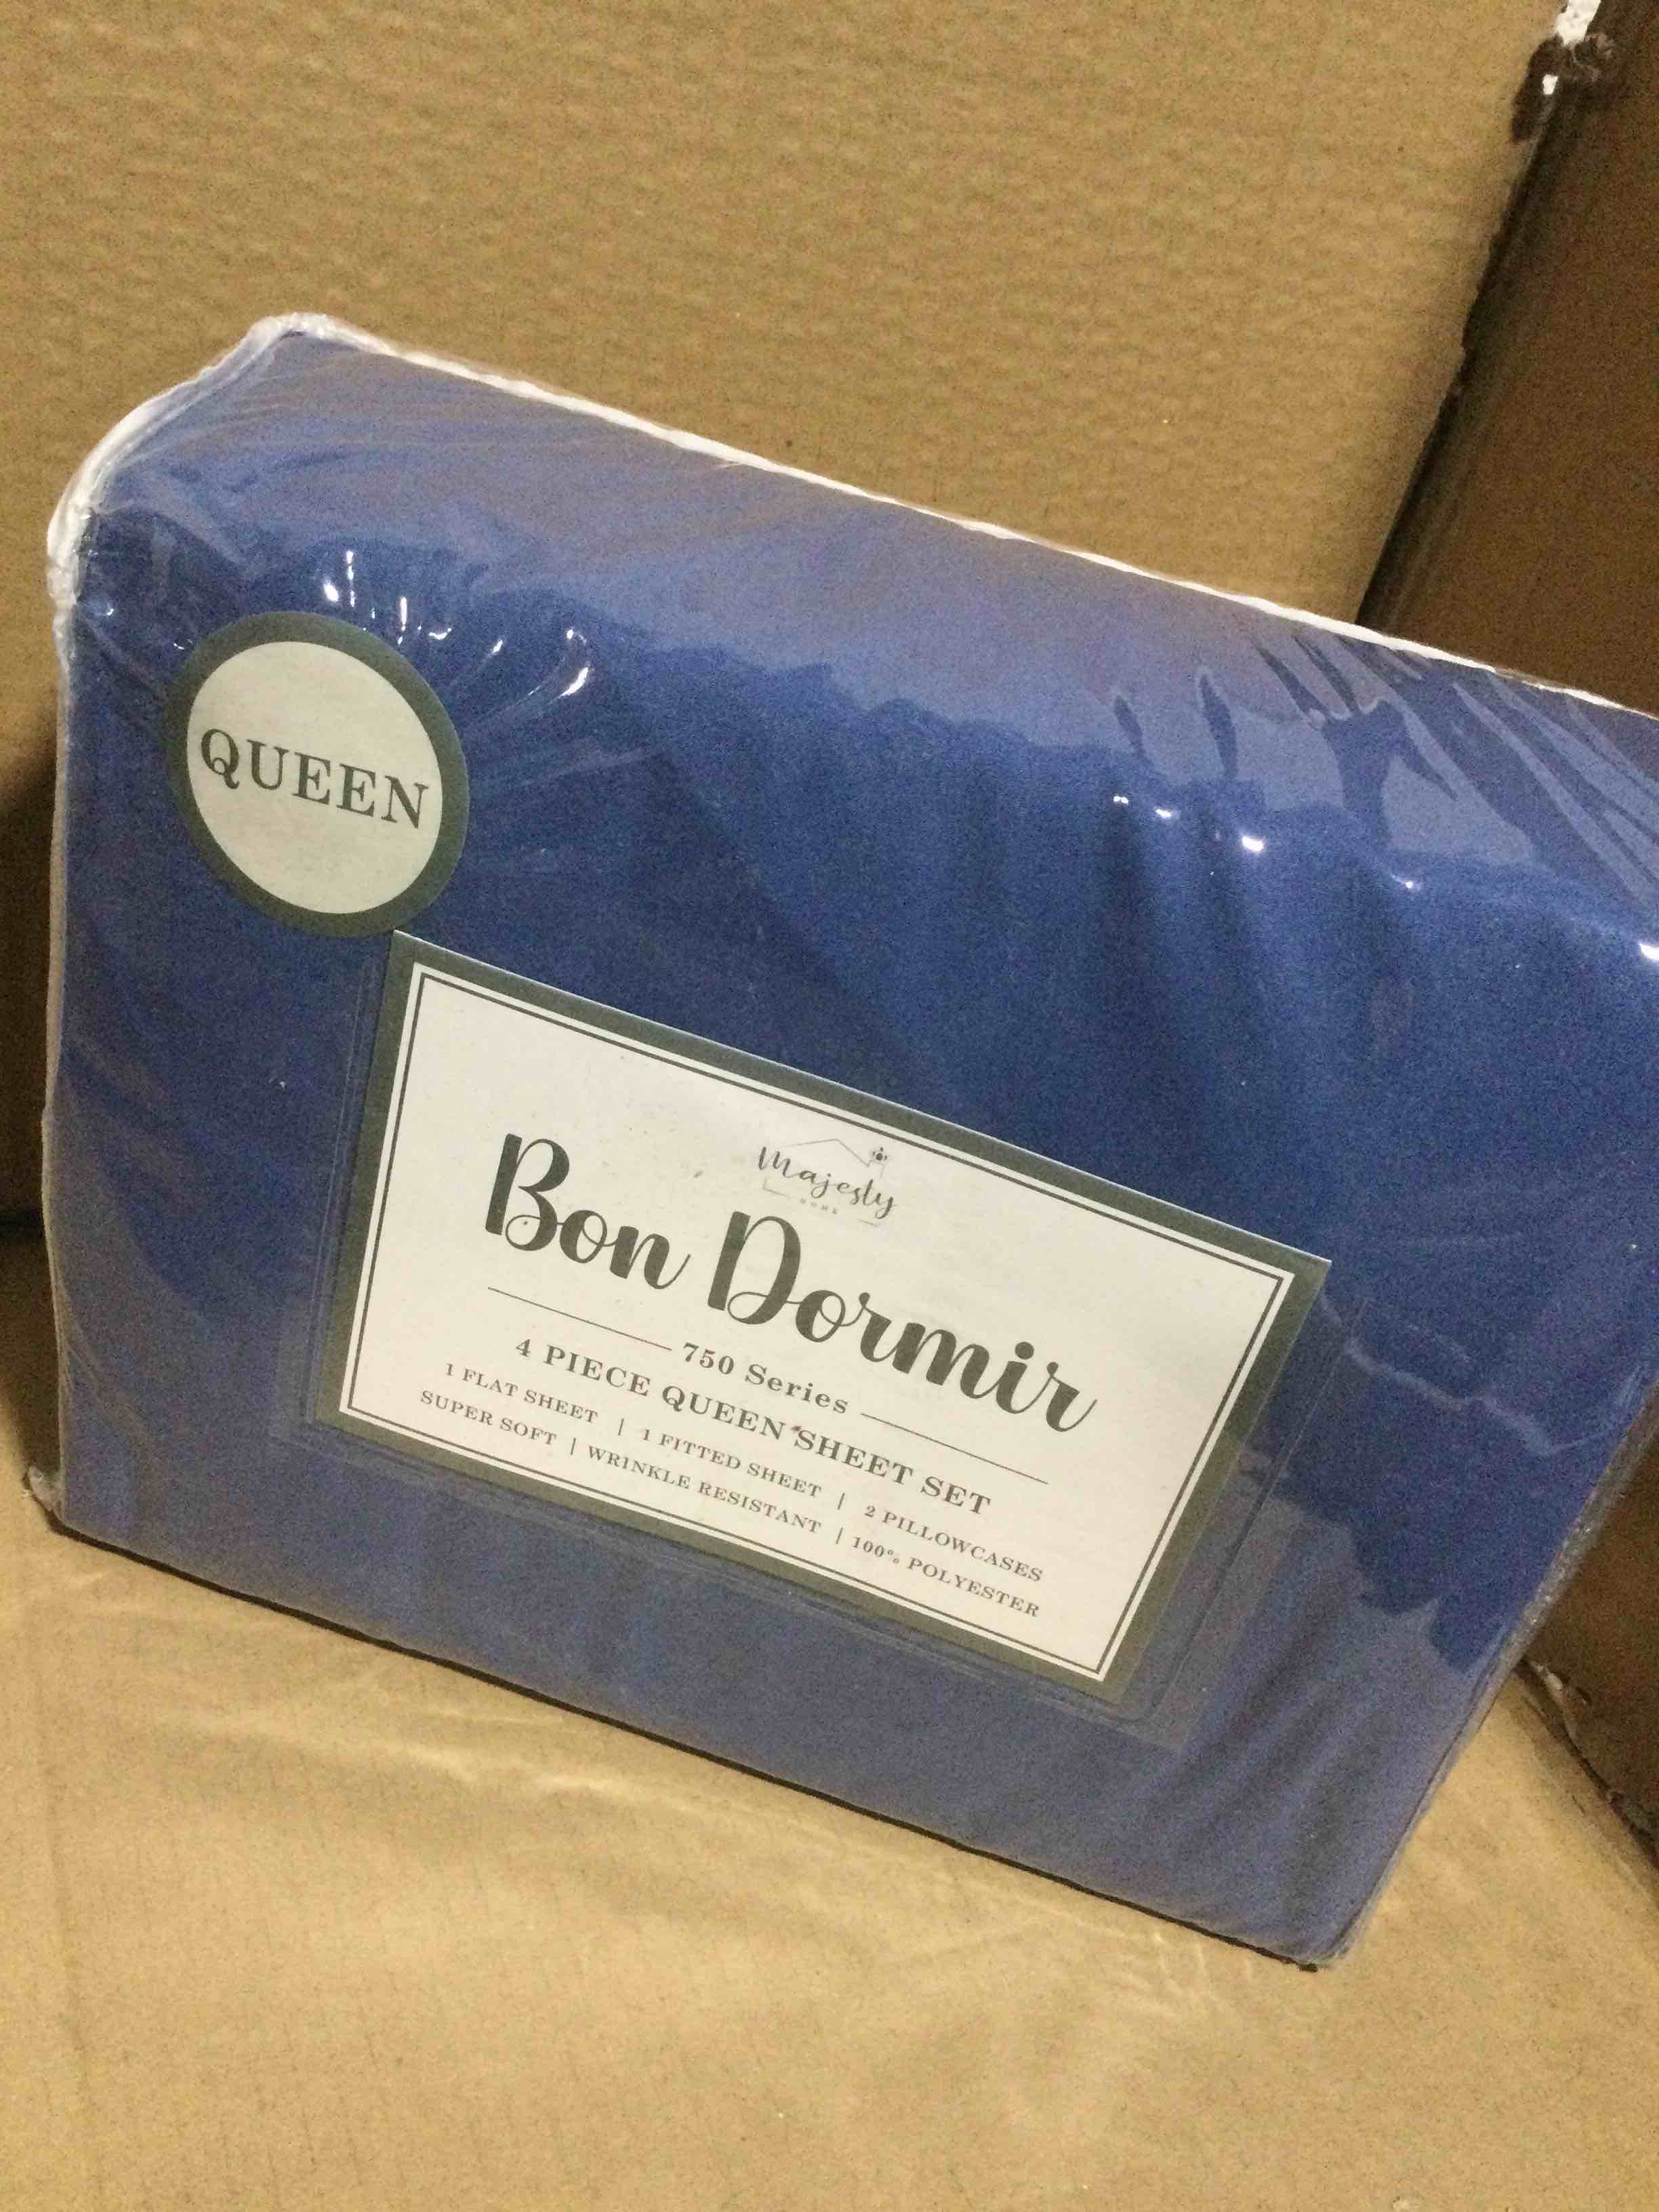 QUEEN
Majesty
HOME
Bon Dormir
750 Series
4 PIECE QUEEN SHEET SET
1 FLAT SHEET | 1 FITTED SHEET | 2 PILLOWCASES
SUPER SOFT | WRINKLE RESISTANT | 100% POLYESTER